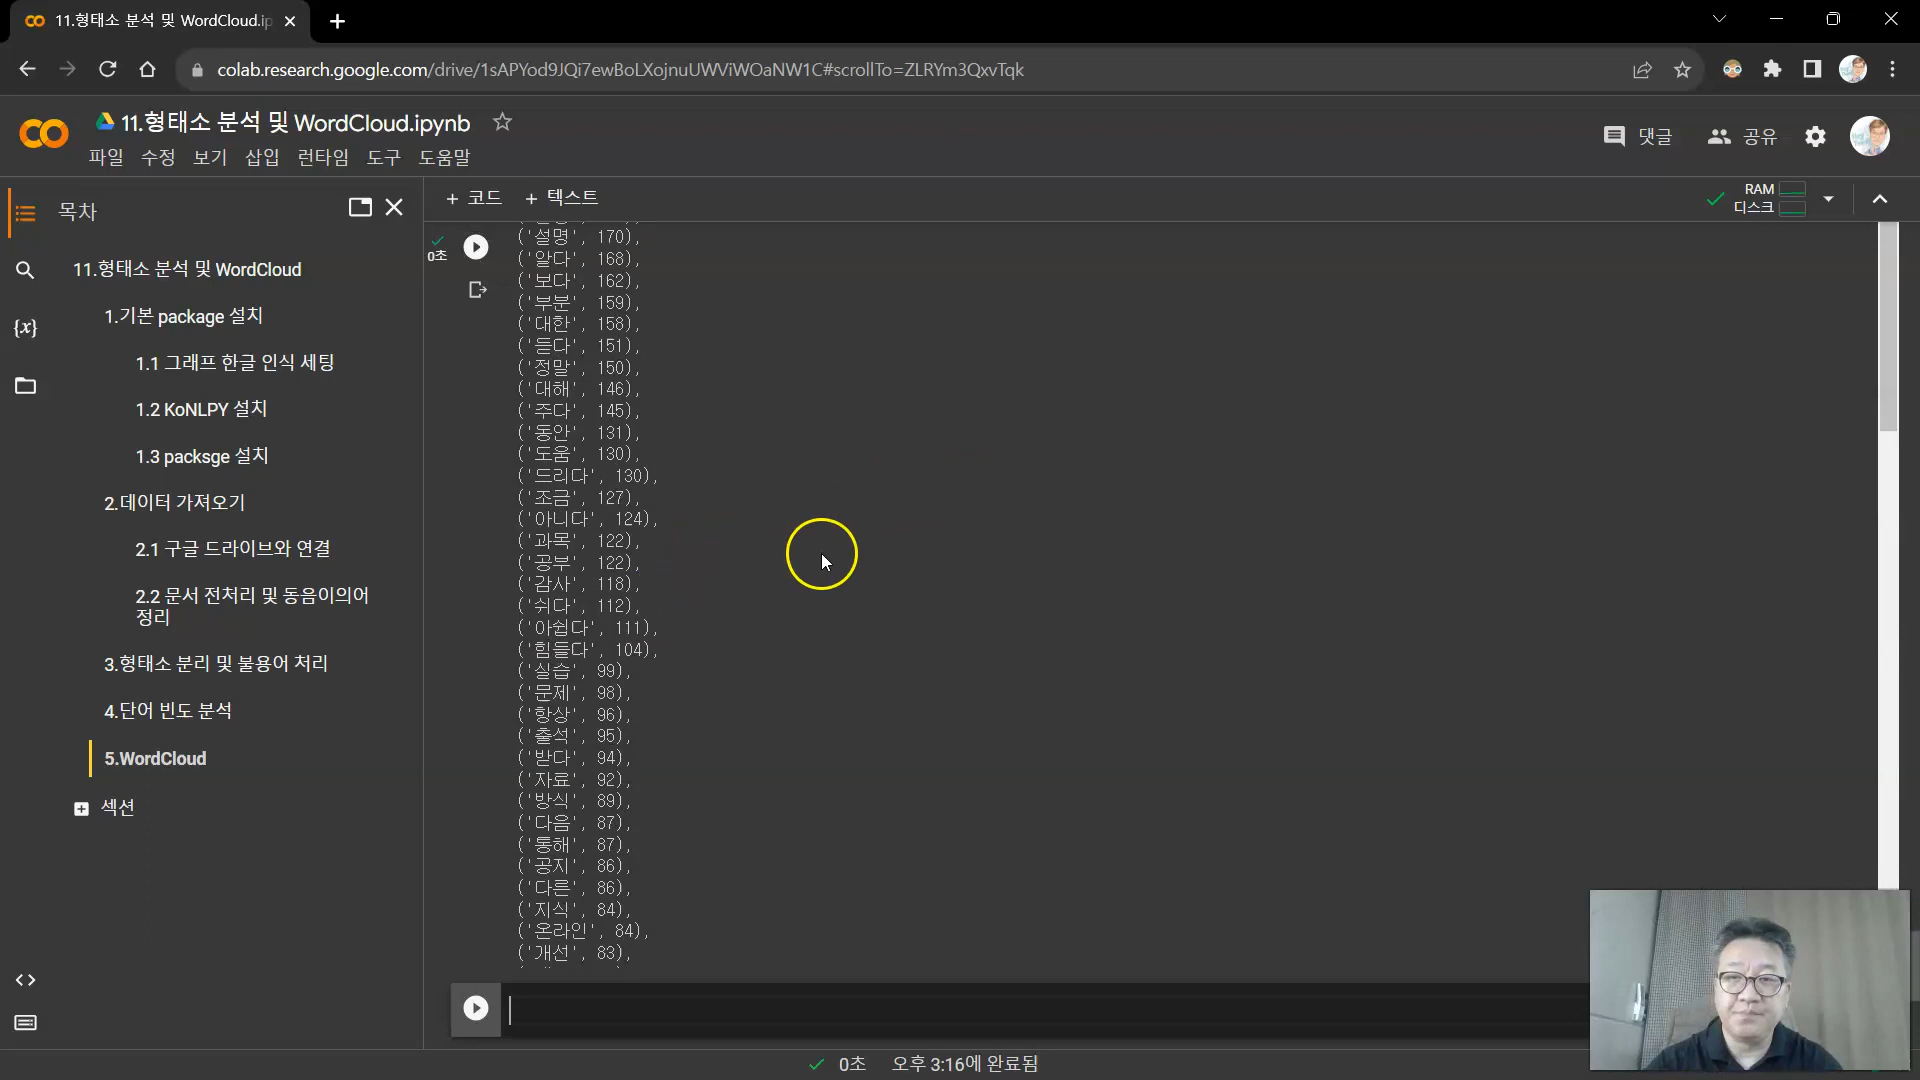 11.형태소 분석 및 WordCloud.ip
colab.research.google.com/drive/1sAPYod9JQi7ewBoLXojnuUWViWOaNW1C#scrollTo=ZLRYm3QxvTqk
11.형태소 분석 및 WordCloud.ipynb
댓글
공유
파일 수정 보기 삽입 런타임 도구 도움말
목차
+ 코드 + 텍스트
RAM
디스크
11.형태소 분석 및 WordCloud
1.기본 package 설치
1.1 그래프 한글 인식 세팅
1.2 KoNLPY 설치
1.3 packsge 설치
2.데이터 가져오기
2.1 구글 드라이브와 연결
2.2 문서 전처리 및 동음이의어
정리
3.형태소 분리 및 불용어 처리
4.단어 빈도 분석
5.WordCloud
섹션
{x}
0초
('설명', 170),
('알다', 168),
('보다', 162),
('부분', 159),
('대한', 158),
('듣다', 151),
('정말', 150),
('대해', 146),
('주다', 145),
('동안', 131),
('도움', 130),
('드리다', 130),
('조금', 127),
('아니다', 124),
('과목', 122),
('공부', 122),
('감사', 118),
('쉬다', 112),
('아쉽다', 111),
('힘들다', 104),
('실습', 99),
('문제', 98),
('항상', 96),
('출석', 95),
('받다', 94),
('자료', 92),
('방식', 89),
('다음', 87),
('통해', 87),
('공지', 86),
('다른', 86),
('지식', 84),
('온라인', 84),
('개선', 83),
0초 오후 3:16에 완료됨